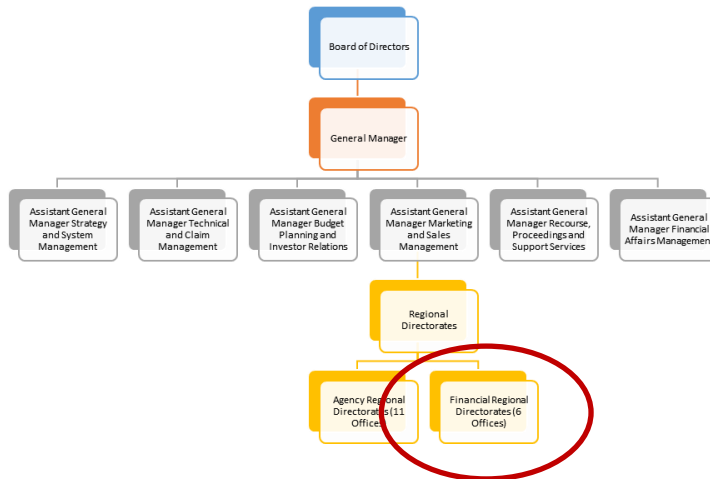 Board of Directors
General Manager
Assistant General
Manager Strategy
and System
Management
Assistant General
Manager Technical
and Claim
Management
Assistant General
Manager Budget
Planning and
Investor Relations
Assistant General
Manager Marketing
and Sales
Management
Assistant General
Manager Recourse,
Proceedings and
Support Services
Assistant General
Manager Financial
Affairs Management
Regional
Directorates
Agency Regional
Directorates (11
Offices)
Financial Regional
Directorates (6
Offices)